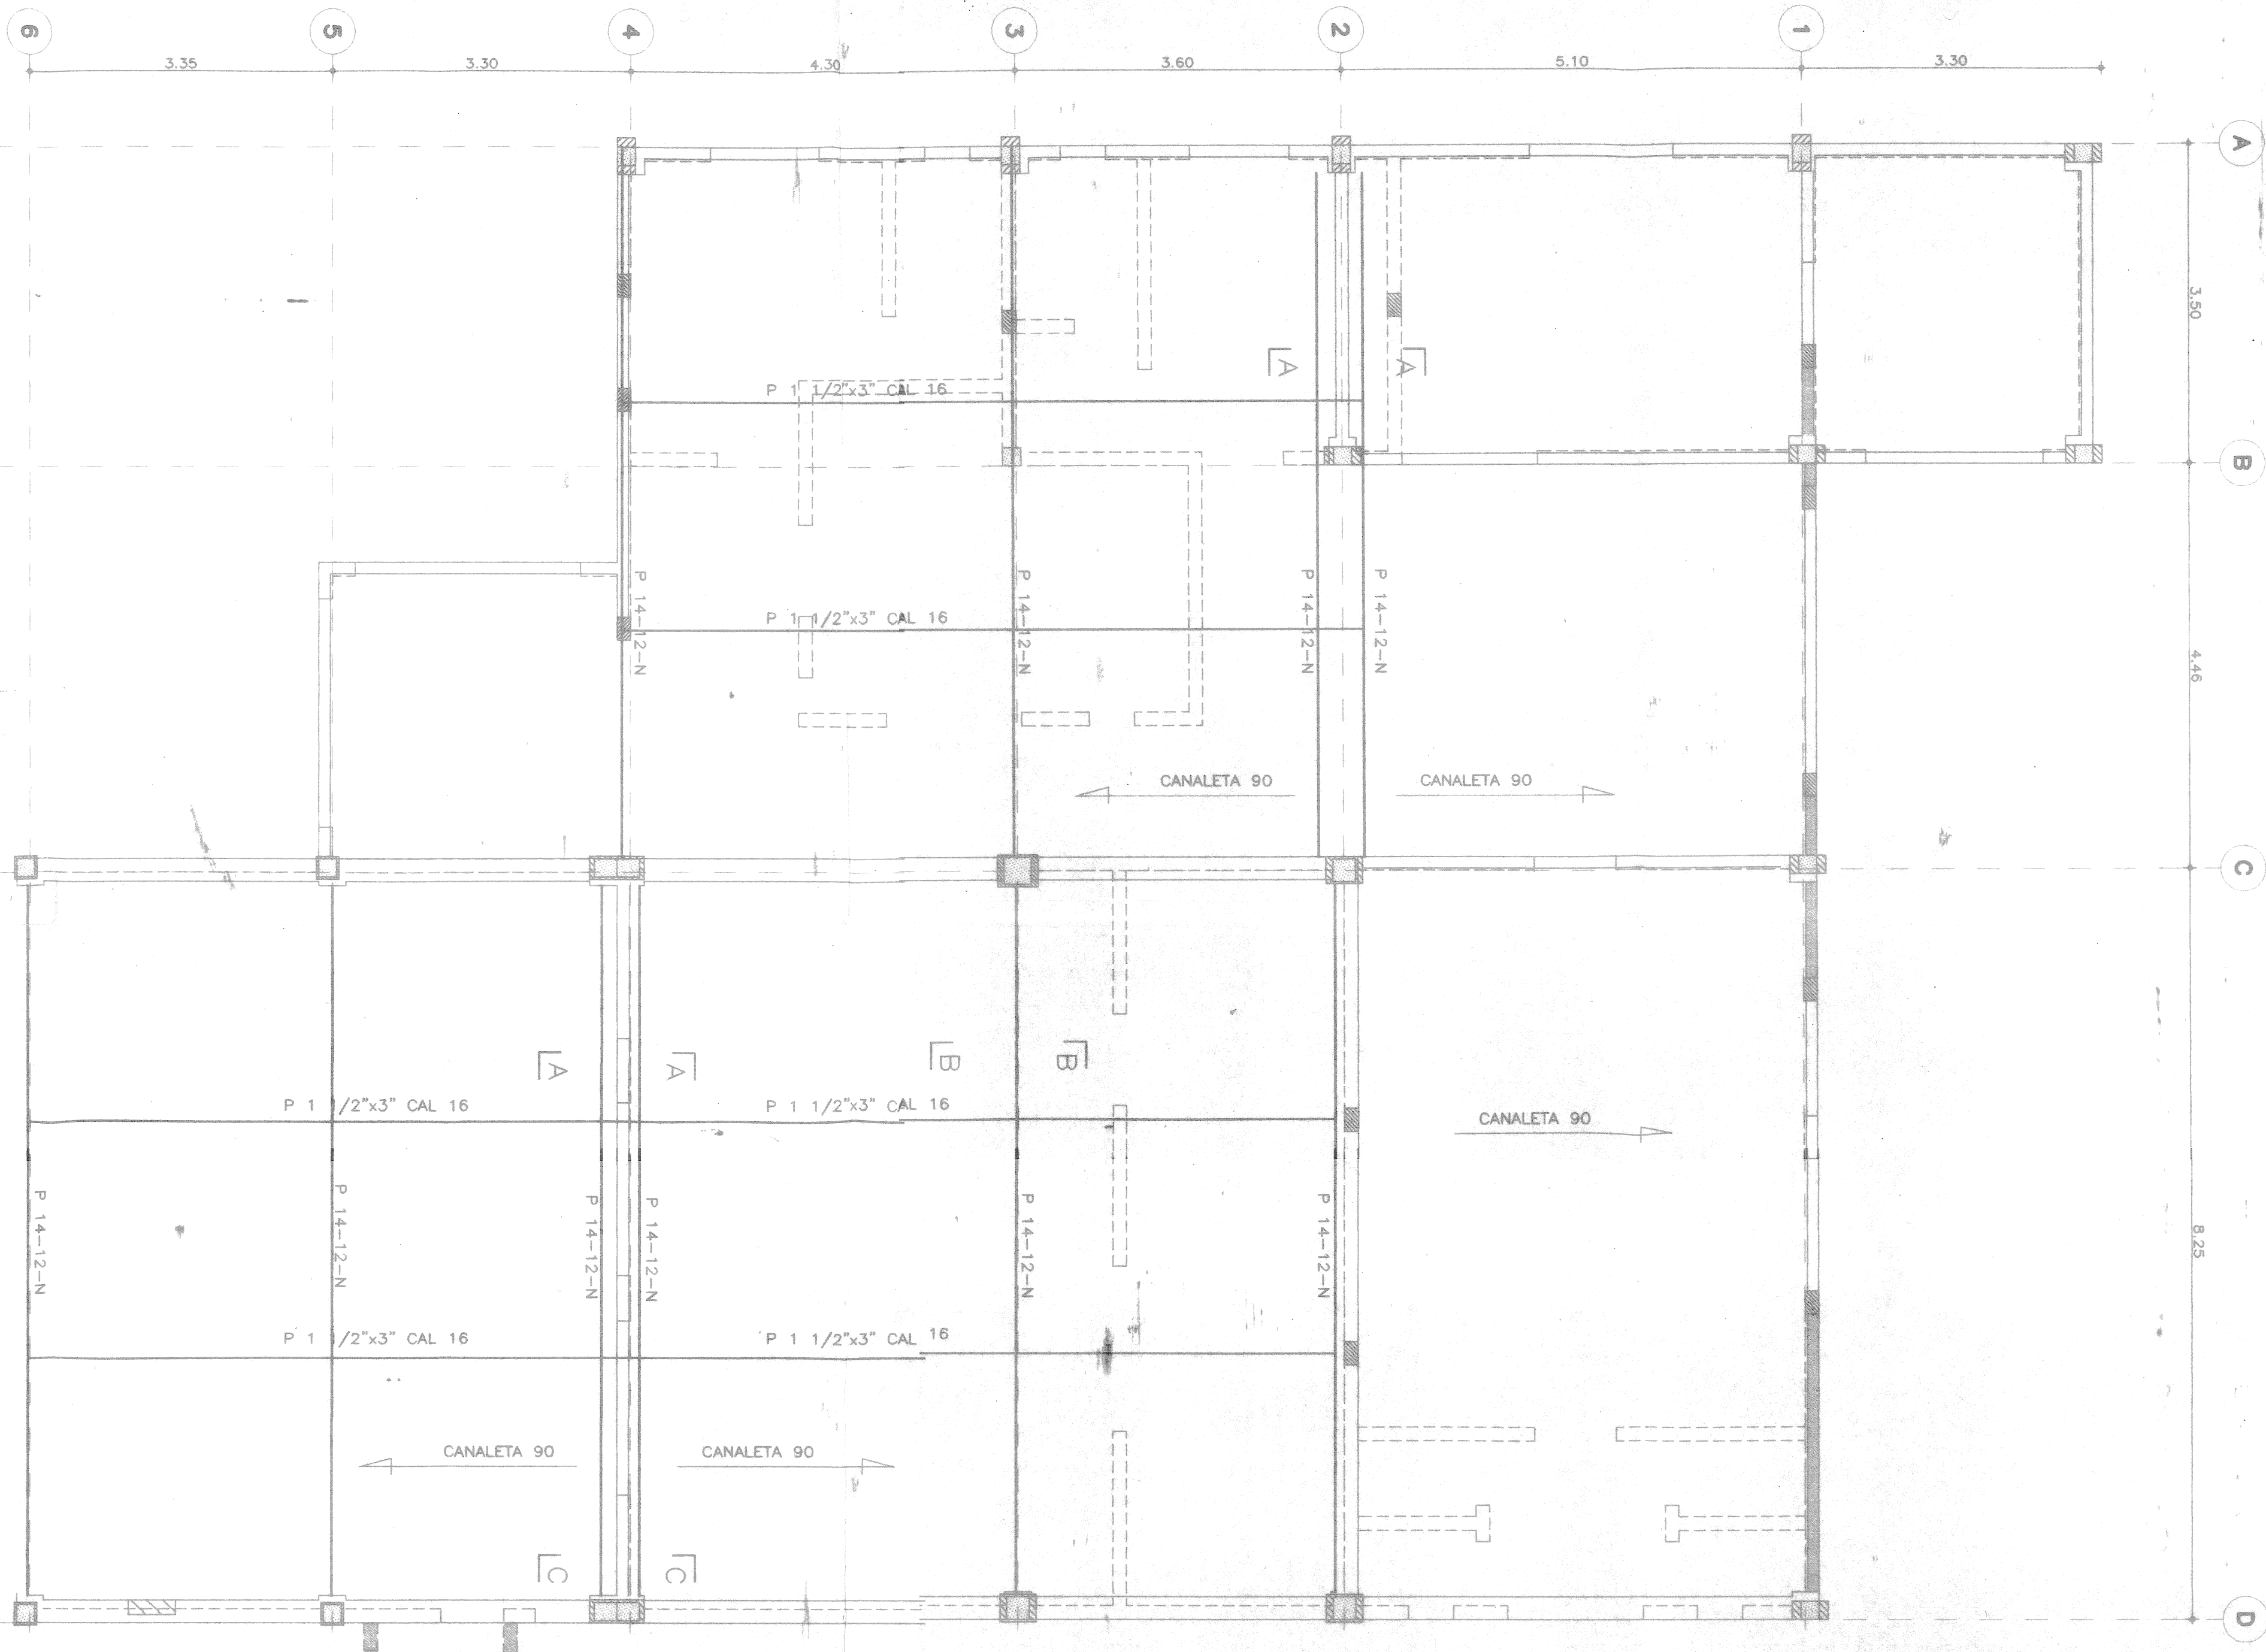 6 5 4 3 2 1
3.35 3.30 4.30 3.60 5.10 3.30
A
3.50
A A
P 1 1/2"x3" CAL 16
B
P 14-12-N P 14-12-N P 14-12-N P 14-12-N
P 1 1/2"x3" CAL 16
4.46
CANALETA 90 CANALETA 90
C
A A B B
P 1 1/2"x3" CAL 16 P 1 1/2"x3" CAL 16
CANALETA 90
P 14-12-N P 14-12-N P 14-12-N P 14-12-N P 14-12-N P 14-12-N
8.25
P 1 1/2"x3" CAL 16 P 1 1/2"x3" CAL 16
CANALETA 90 CANALETA 90
C C
D